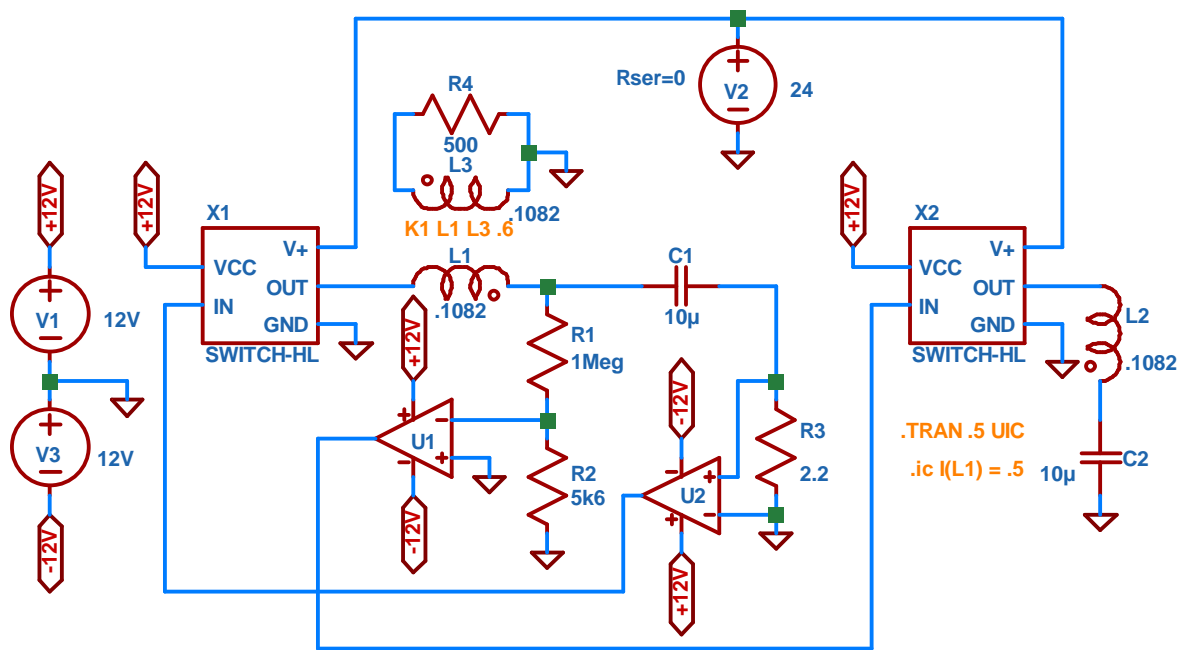 Rser=0
V2
24
R4
500
L3
.1082
K1 L1 L3 .6
+12V
+12V
X1
V+
VCC
OUT
IN
GND
SWITCH-HL
L1
.1082
C1
10µ
+12V
X2
V+
VCC
OUT
IN
GND
SWITCH-HL
L2
.1082
V1
12V
V3
12V
-12V
R1
1Meg
+12V
U1
-12V
R2
5k6
-12V
U2
+12V
R3
2.2
.TRAN .5 UIC
.ic I(L1) = .5
10µ
C2